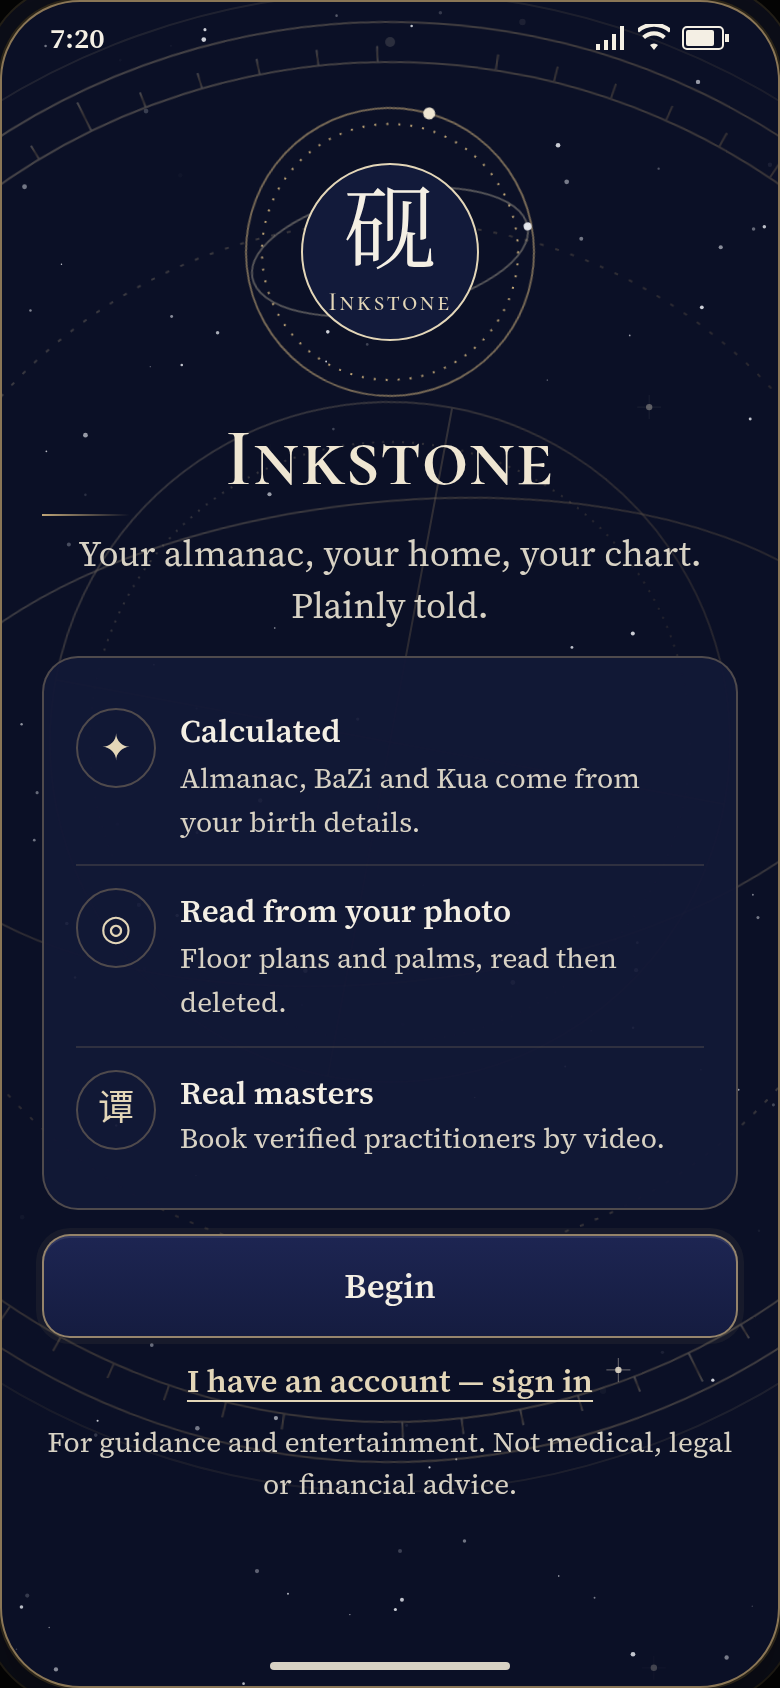 7:20
砚
Inkstone
Inkstone
Your almanac, your home, your chart.
Plainly told.
Calculated
Almanac, BaZi and Kua come from
your birth details.
Read from your photo
Floor plans and palms, read then
deleted.
谭
Real masters
Book verified practitioners by video.
Begin
I have an account — sign in
For guidance and entertainment. Not medical, legal
or financial advice.